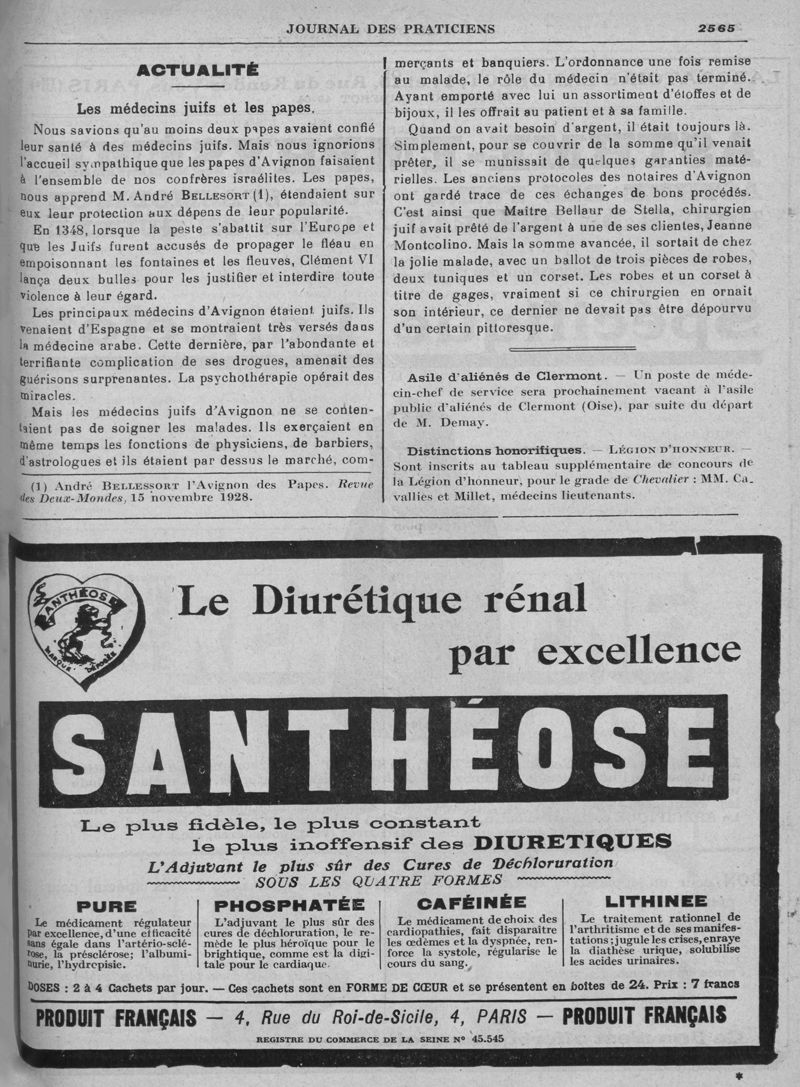 JOURNAL DES PRATICIENS
2565
ACTUALITÉ
Les médecins juifs et les papes.
Nous savions qu'au moins deux papes avaient confié
leur santé à des médecins juifs. Mais nous ignorions
l'accueil sympathique que les papes d'Avignon faisaient
à l'ensemble de nos confrères israélites. Les papes,
nous apprend M. André BELLESORT (1), étendaient sur
eux leur protection aux dépens de leur popularité.
En 1348, lorsque la peste s'abattit sur l'Europe et
que les Juifs furent accusés de propager le fléau en
empoisonnant les fontaines et les fleuves, Clément VI
lança deux bulles pour les justifier et interdire toute
violence à leur égard.
Les principaux médecins d'Avignon étaient juifs. Ils
venaient d'Espagne et se montraient très versés dans
la médecine arabe. Cette dernière, par l'abondante et
terrifiante complication de ses drogues, amenait des
guérisons surprenantes. La psychothérapie opérait des
miracles.
Mais les médecins juifs d'Avignon ne se conten-
taient pas de soigner les malades. Ils exerçaient en
même temps les fonctions de physiciens, de barbiers,
d'astrologues et ils étaient par dessus le marché, com-
(1) André BELLESSORT l'Avignon des Papes. Revue
des Deux-Mondes, 15 novembre 1928.
merçants et banquiers. L'ordonnance une fois remise
au malade, le rôle du médecin n'était pas terminé.
Ayant emporté avec lui un assortiment d'étoffes et de
bijoux, il les offrait au patient et à sa famille.
Quand on avait besoin d'argent, il était toujours là.
Simplement, pour se couvrir de la somme qu'il venait
prêter, il se munissait de quelques garanties maté-
rielles. Les anciens protocoles des notaires d'Avignon
ont gardé trace de ces échanges de bons procédés.
C'est ainsi que Maître Bellaur de Stella, chirurgien
juif avait prêté de l'argent à une de ses clientes, Jeanne
Montcolino. Mais la somme avancée, il sortait de chez
la jolie malade, avec un ballot de trois pièces de robes,
deux tuniques et un corset. Les robes et un corset à
titre de gages, vraiment si ce chirurgien en ornait
son intérieur, ce dernier ne devait pas être dépourvu
d'un certain pittoresque.
Asile d'aliénés de Clermont. — Un poste de méde-
cin-chef de service sera prochainement vacant à l'asile
public d'aliénés de Clermont (Oise), par suite du départ
de M. Demay.
Distinctions honorifiques. — LÉGION D'HONNEUR. —
Sont inscrits au tableau supplémentaire de concours de
la Légion d'honneur, pour le grade de Chevalier : MM. Ca-
vallies et Millet, médecins lieutenants.
SANTHÉOSE
MARQUE DÉPOSÉE
Le Diurétique rénal
par excellence
SANTHÉOSE
Le plus fidèle, le plus constant
le plus inoffensif des DIURETIQUES
L'Adjuvant le plus sûr des Cures de Déchloruration
SOUS LES QUATRE FORMES
PURE
Le médicament régulateur
par excellence, d'une efficacité
sans égale dans l'artério-sclé-
rose, la présclérose; l'albumi-
nurie, l'hydropisie.
PHOSPHATÉE
L'adjuvant le plus sûr des
cures de déchloruration, le re-
mède le plus héroïque pour le
brightique, comme est la digi-
tale pour le cardiaque.
CAFÉINÉE
Le médicament de choix des
cardiopathies, fait disparaître
les œdèmes et la dyspnée, ren-
force la systole, régularise le
cours du sang.
LITHINEE
Le traitement rationnel de
l'arthritisme et de ses manifes-
tations; jugule les crises, enraye
la diathèse urique, solubilise
les acides urinaires.
DOSES : 2 à 4 Cachets par jour. — Ces cachets sont en FORME DE CŒUR et se présentent en boîtes de 24. Prix : 7 francs
PRODUIT FRANÇAIS — 4, Rue du Roi-de-Sicile, 4, PARIS — PRODUIT FRANÇAIS
REGISTRE DU COMMERCE DE LA SEINE N° 45.545
*